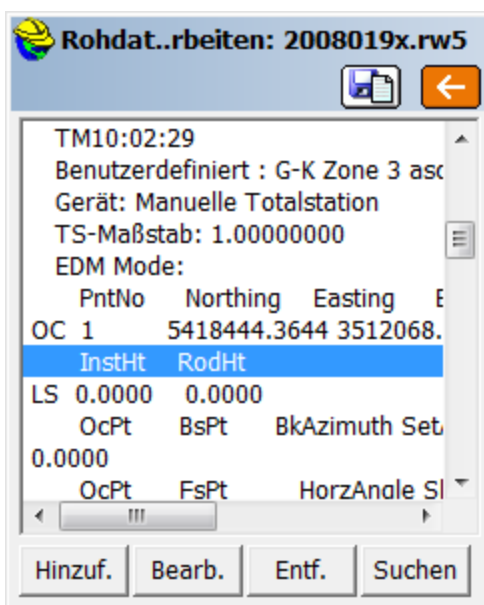 Rohdat..rbeiten: 2008019x.rw5
TM10:02:29
Benutzerdefiniert : G-K Zone 3 asc
Gerät: Manuelle Totalstation
TS-Maßstab: 1.00000000
EDM Mode:
PntNo Northing Easting E
OC 1 5418444.3644 3512068.
InstHt RodHt
LS 0.0000 0.0000
OcPt BsPt BkAzimuth Set
0.0000
OcPt FsPt HorzAngle Sl
Hinzuf. Bearb. Entf. Suchen